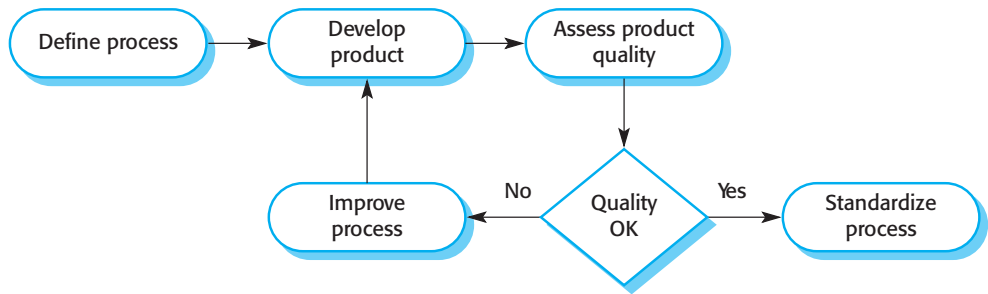 Define process
Develop
product
Assess product
quality
No
Quality
OK
Yes
Improve
process
Standardize
process